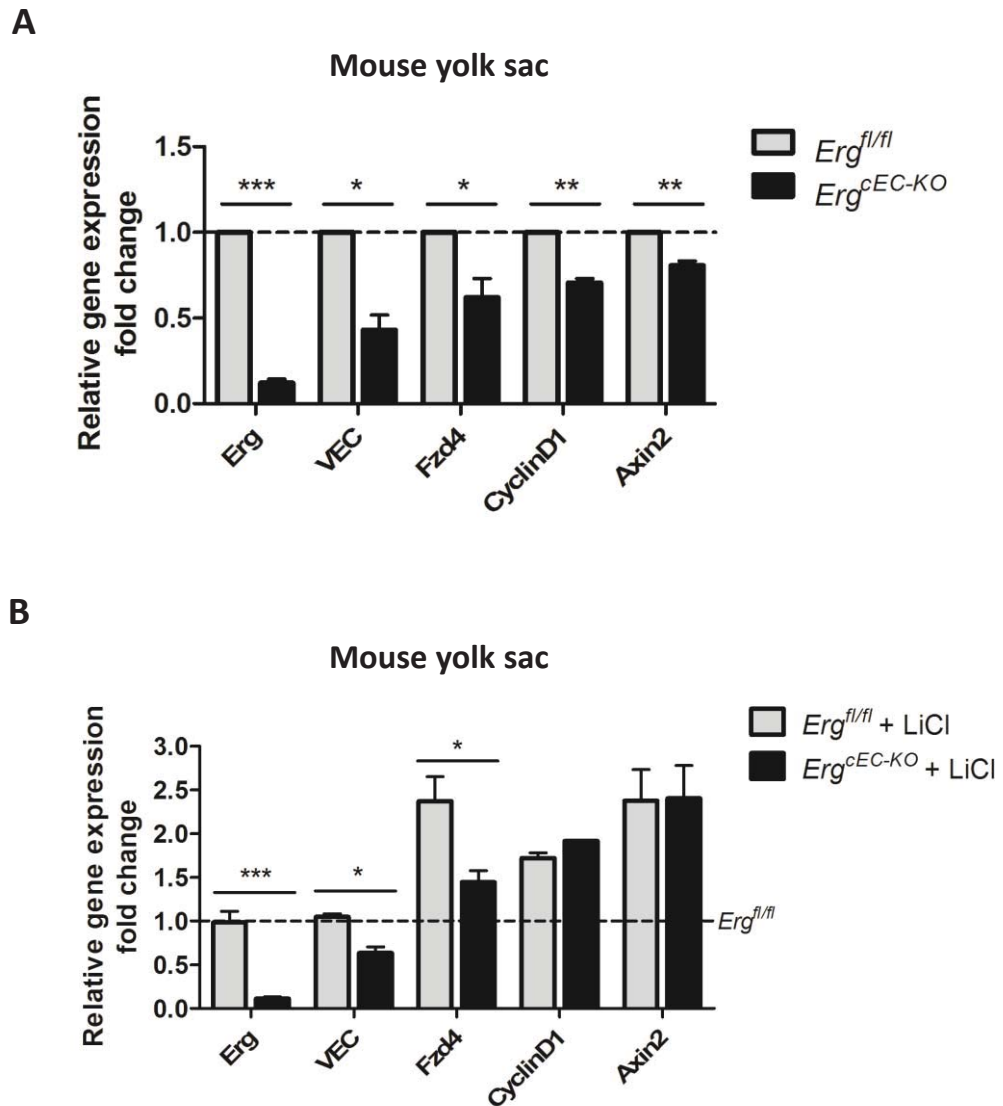 A
Mouse yolk sac
Relative gene expression
fold change
1.5
1.0
0.5
0.0
***
*
*
**
**
Erg
VEC
Fzd4
CyclinD1
Axin2
Erg^fl/fl
Erg^cEC-KO
B
Mouse yolk sac
Relative gene expression
fold change
3.0
2.5
2.0
1.5
1.0
0.5
0.0
***
*
*
Erg^fl/fl
Erg
VEC
Fzd4
CyclinD1
Axin2
Erg^fl/fl + LiCl
Erg^cEC-KO + LiCl